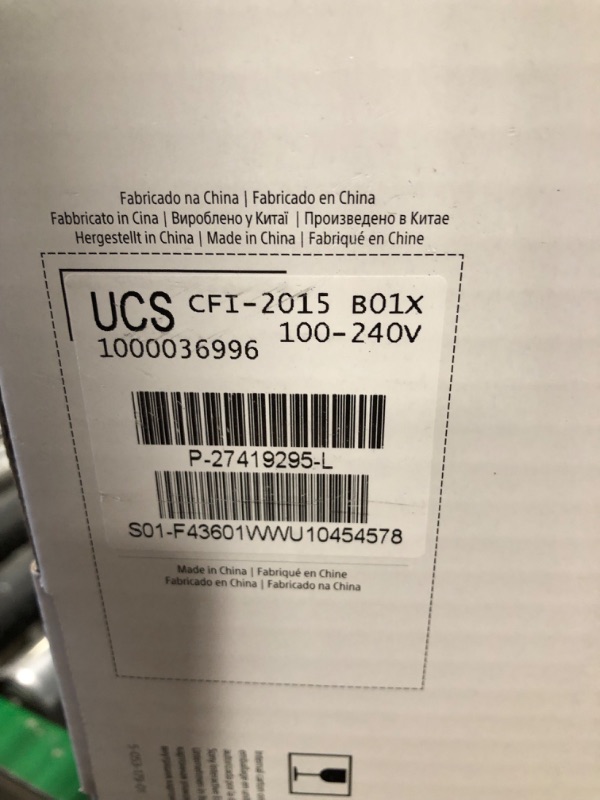 Fabricado na China | Fabricado en China
Fabbricato in Cina | Вироблено у Китаї | Произведено в Китае
Hergestellt in China | Made in China | Fabriqué en Chine
UCS CFI-2015 B01X
100-240V
1000036996
P-27419295-L
S01-F43601WWU10454578
Made in China | Fabriqué en Chine
Fabricado en China | Fabricado na China